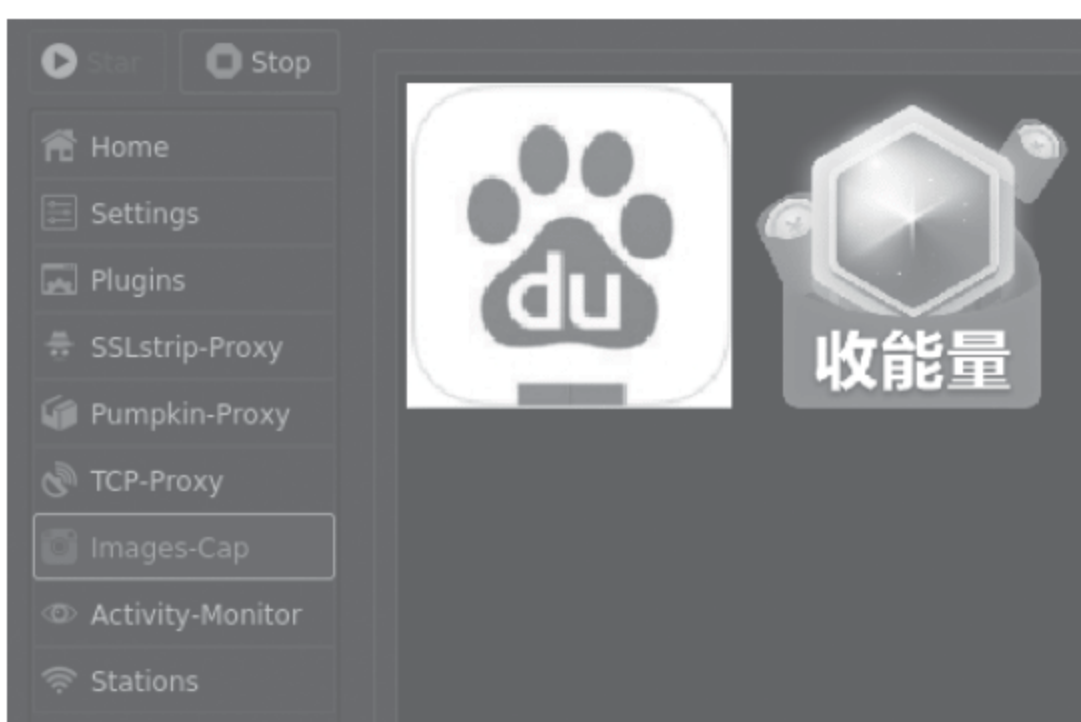 Star
Stop
Home
Settings
Plugins
SSLstrip-Proxy
Pumpkin-Proxy
TCP-Proxy
Images-Cap
Activity-Monitor
Stations
du
收能量